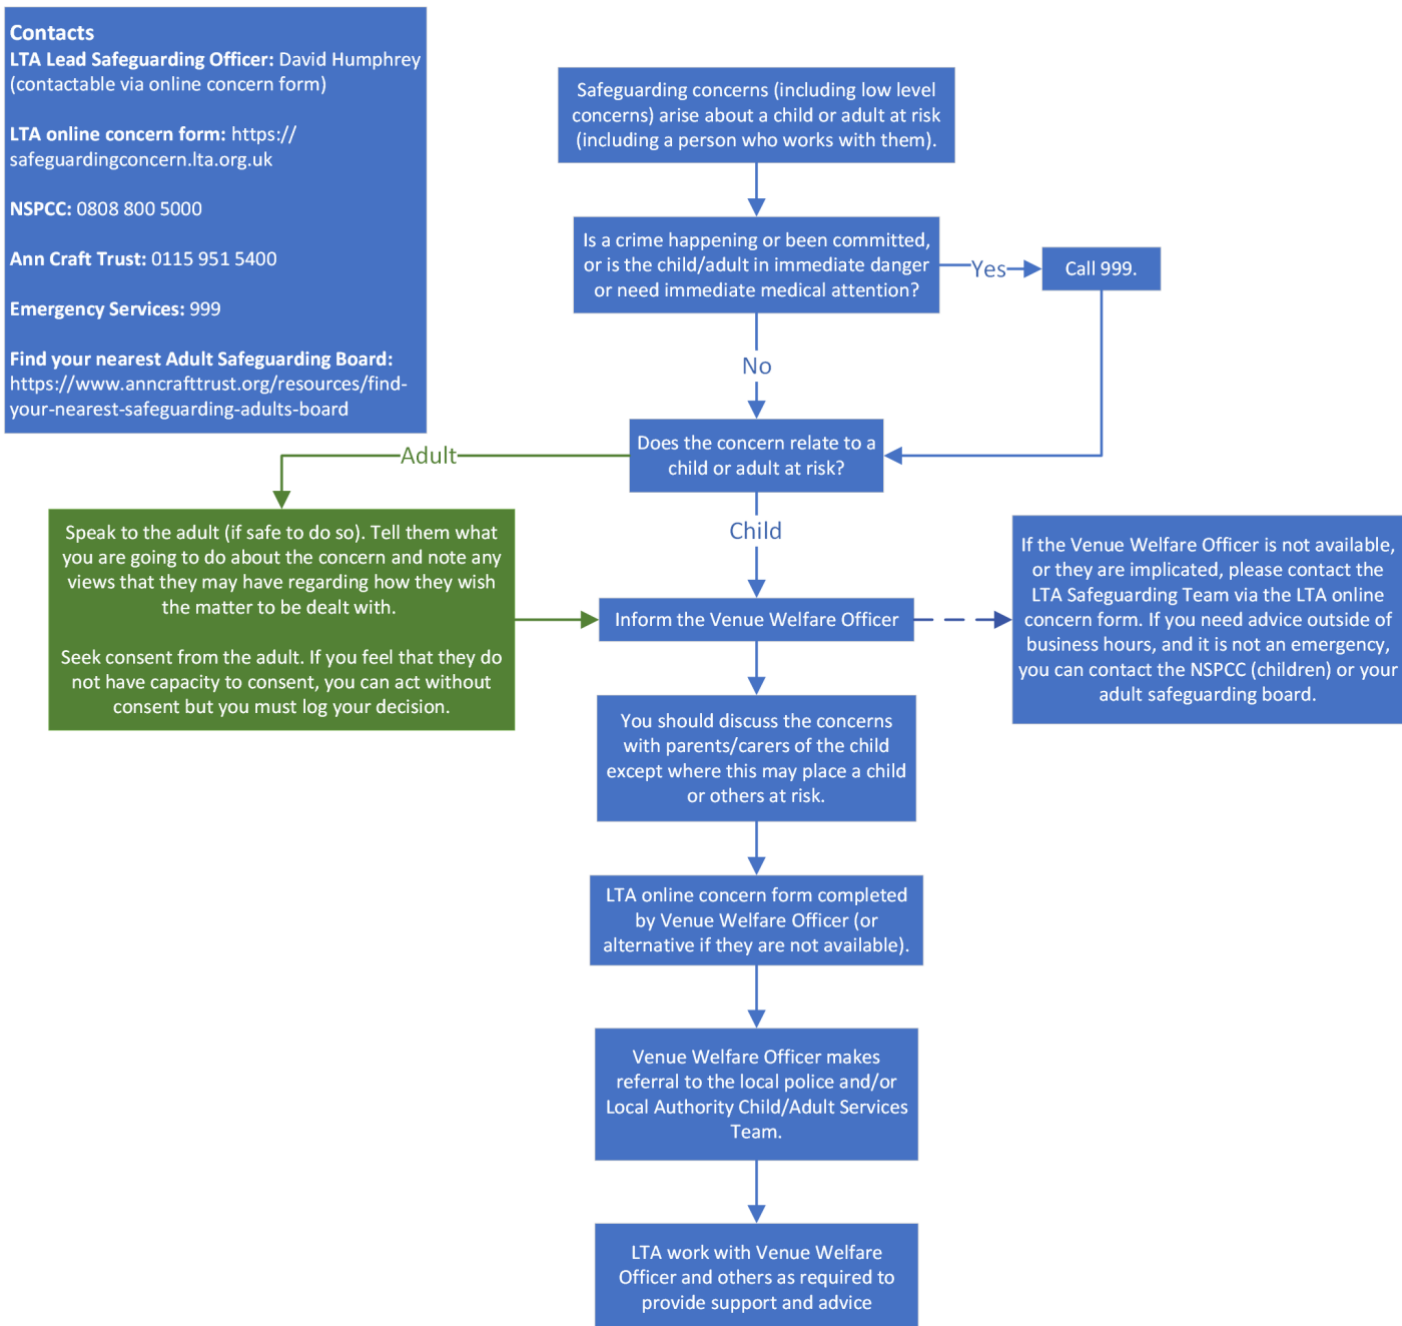 Contacts
LTA Lead Safeguarding Officer: David Humphrey
(contactable via online concern form)
LTA online concern form: https://
safeguardingconcern.lta.org.uk
NSPCC: 0808 800 5000
Ann Craft Trust: 0115 951 5400
Emergency Services: 999
Find your nearest Adult Safeguarding Board:
https://www.anncrafttrust.org/resources/find-
your-nearest-safeguarding-adults-board
Safeguarding concerns (including low level
concerns) arise about a child or adult at risk
(including a person who works with them).
Is a crime happening or been committed,
or is the child/adult in immediate danger
or need immediate medical attention?
Yes
Call 999.
No
Does the concern relate to a
child or adult at risk?
Adult
Speak to the adult (if safe to do so). Tell them what
you are going to do about the concern and note any
views that they may have regarding how they wish
the matter to be dealt with.
Seek consent from the adult. If you feel that they do
not have capacity to consent, you can act without
consent but you must log your decision.
Child
Inform the Venue Welfare Officer
If the Venue Welfare Officer is not available,
or they are implicated, please contact the
LTA Safeguarding Team via the LTA online
concern form. If you need advice outside of
business hours, and it is not an emergency,
you can contact the NSPCC (children) or your
adult safeguarding board.
You should discuss the concerns
with parents/carers of the child
except where this may place a child
or others at risk.
LTA online concern form completed
by Venue Welfare Officer (or
alternative if they are not available).
Venue Welfare Officer makes
referral to the local police and/or
Local Authority Child/Adult Services
Team.
LTA work with Venue Welfare
Officer and others as required to
provide support and advice